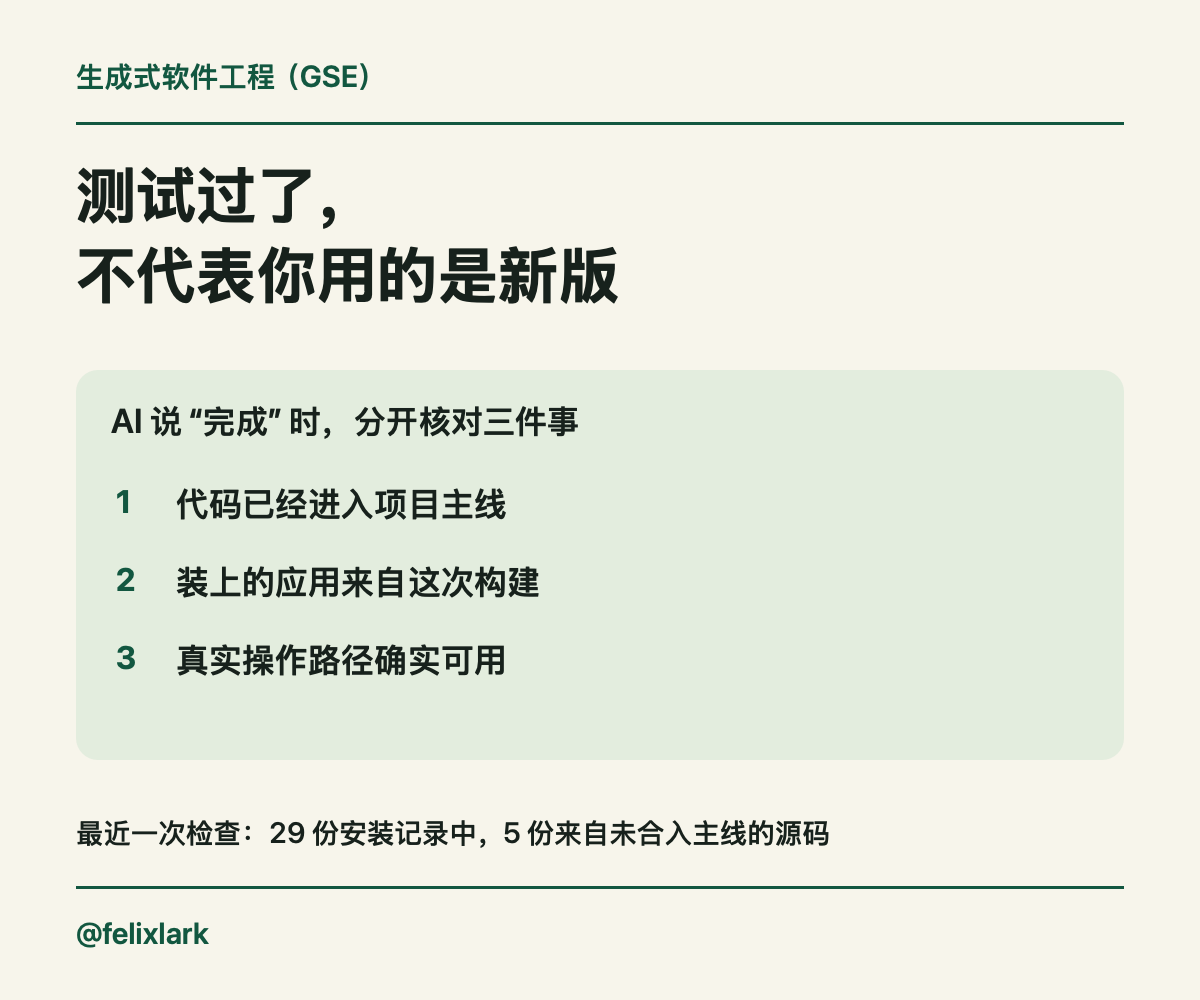 生成式软件工程（GSE）
测试过了，
不代表你用的是新版
AI 说 “完成” 时，分开核对三件事
1 代码已经进入项目主线
2 装上的应用来自这次构建
3 真实操作路径确实可用
最近一次检查：29 份安装记录中，5 份来自未合入主线的源码
@felixlark